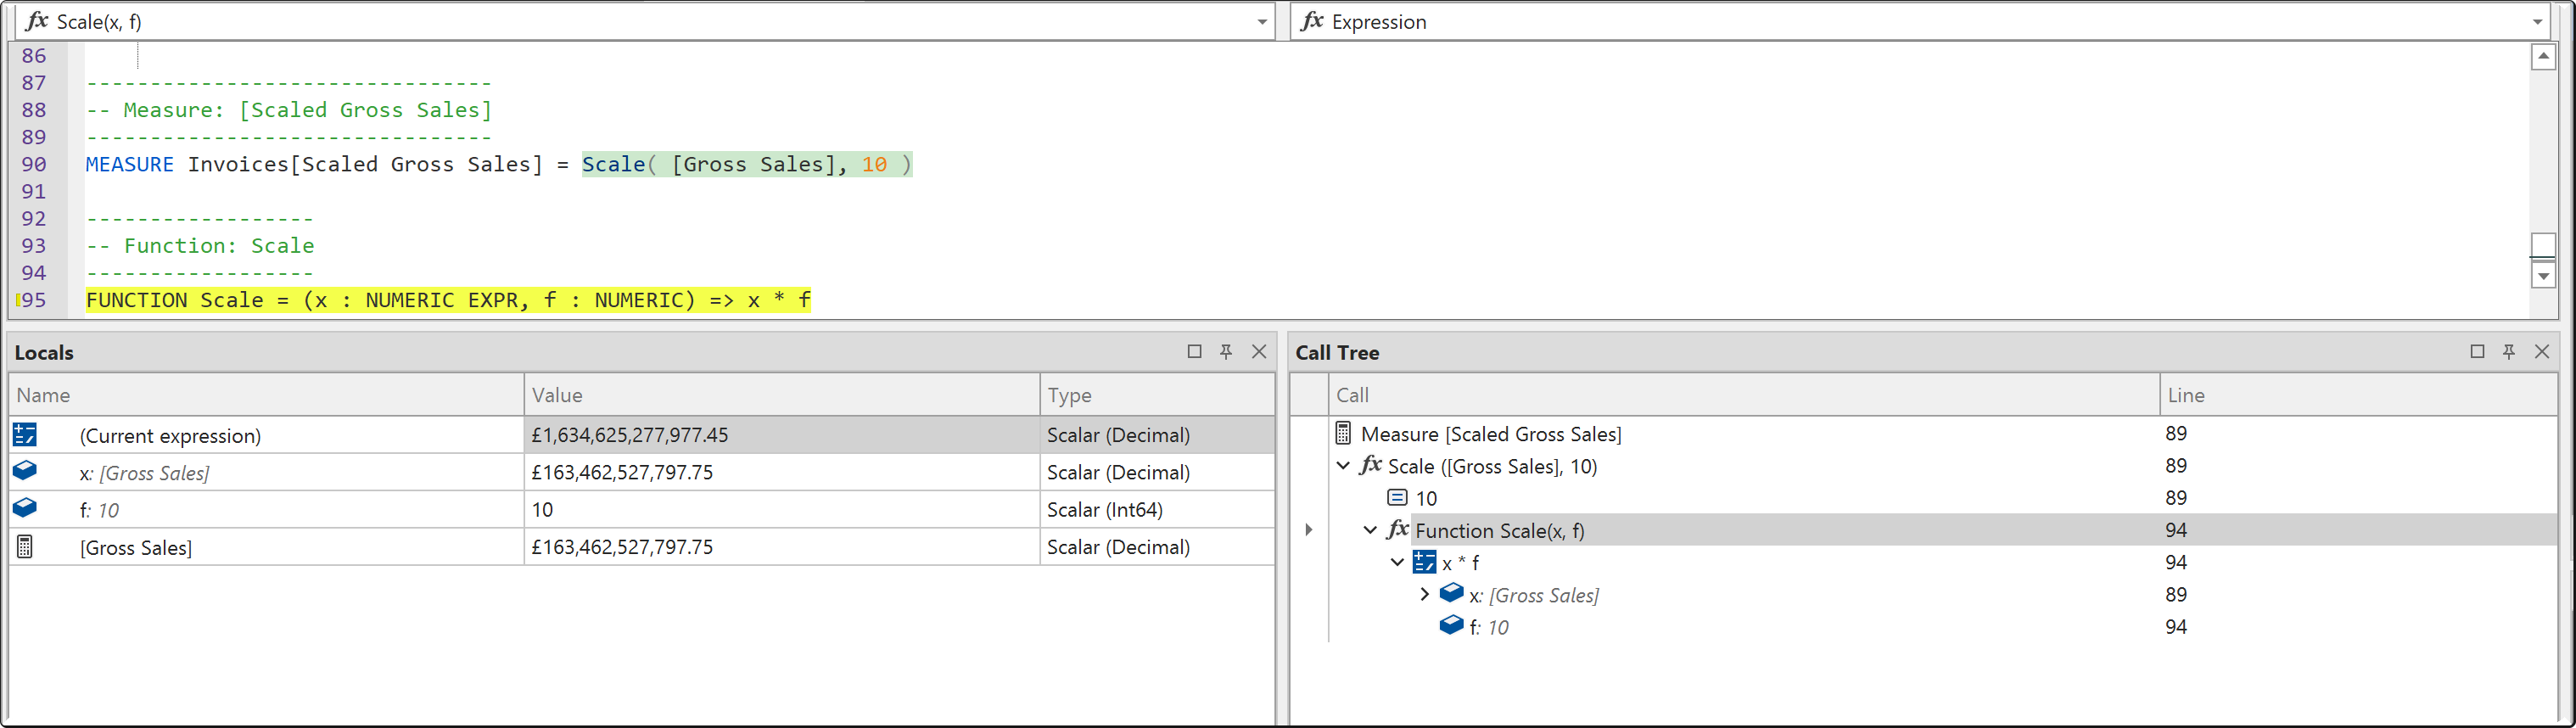 fx Scale(x, f)
fx Expression
86
87 --------------------------------
88 -- Measure: [Scaled Gross Sales]
89 --------------------------------
90 MEASURE Invoices[Scaled Gross Sales] = Scale( [Gross Sales], 10 )
91
92 ------------------
93 -- Function: Scale
94 ------------------
95 FUNCTION Scale = (x : NUMERIC EXPR, f : NUMERIC) => x * f
Locals
Name Value Type
(Current expression) £1,634,625,277,977.45 Scalar (Decimal)
x: [Gross Sales] £163,462,527,797.75 Scalar (Decimal)
f: 10 10 Scalar (Int64)
[Gross Sales] £163,462,527,797.75 Scalar (Decimal)
Call Tree
Call Line
Measure [Scaled Gross Sales] 89
fx Scale ([Gross Sales], 10) 89
10 89
fx Function Scale(x, f) 94
x * f 94
x: [Gross Sales] 89
f: 10 94